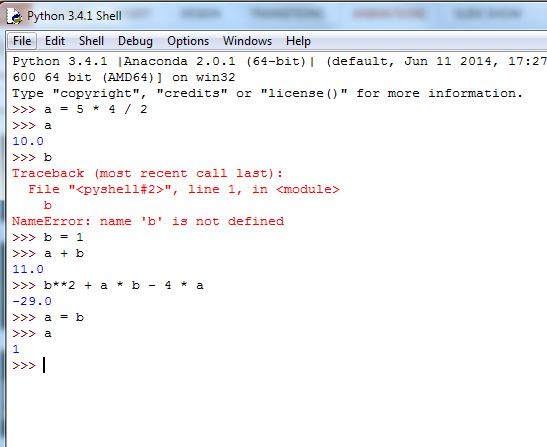 Python 3.4.1 Shell
File Edit Shell Debug Options Windows Help
Python 3.4.1 |Anaconda 2.0.1 (64-bit)| (default, Jun 11 2014, 17:27
600 64 bit (AMD64)] on win32
Type "copyright", "credits" or "license()" for more information.
>>> a = 5 * 4 / 2
>>> a
10.0
>>> b
Traceback (most recent call last):
  File "<pyshell#2>", line 1, in <module>
    b
NameError: name 'b' is not defined
>>> b = 1
>>> a + b
11.0
>>> b**2 + a * b - 4 * a
-29.0
>>> a = b
>>> a
1
>>>